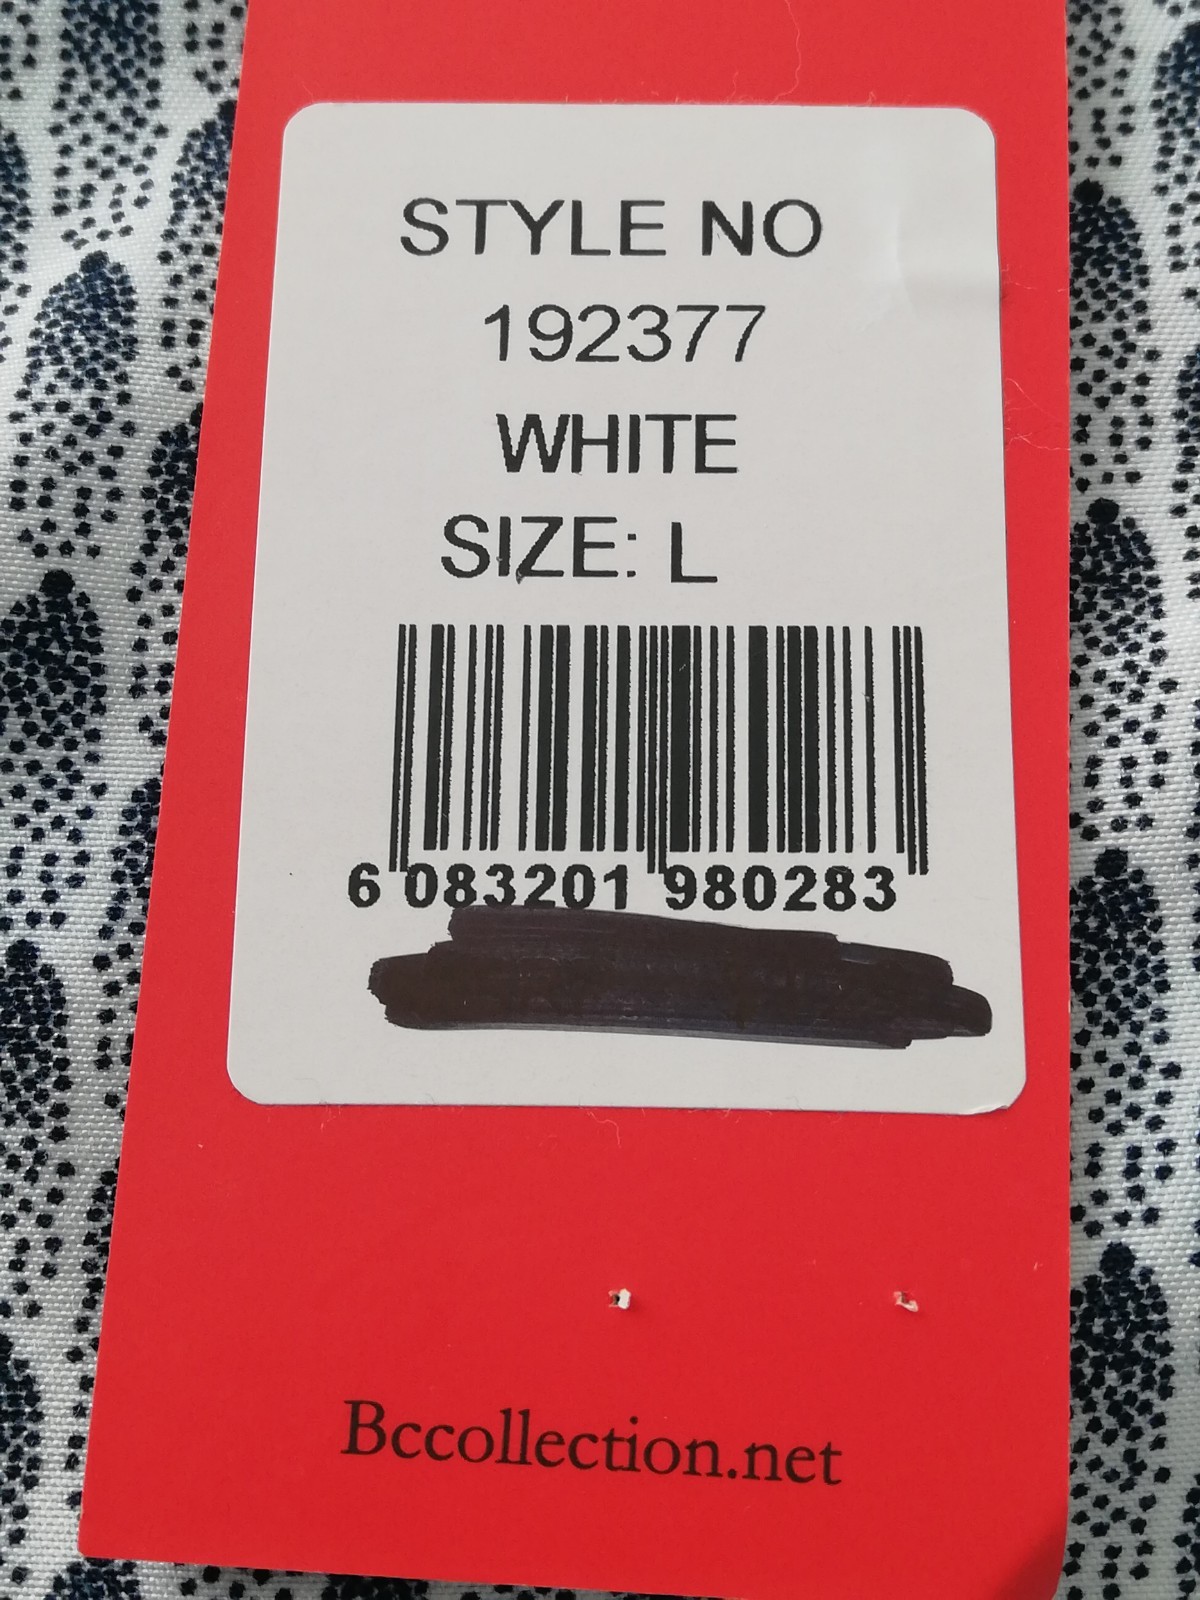 STYLE NO
192377
WHITE
SIZE: L
6 083201 980283
Bccollection.net